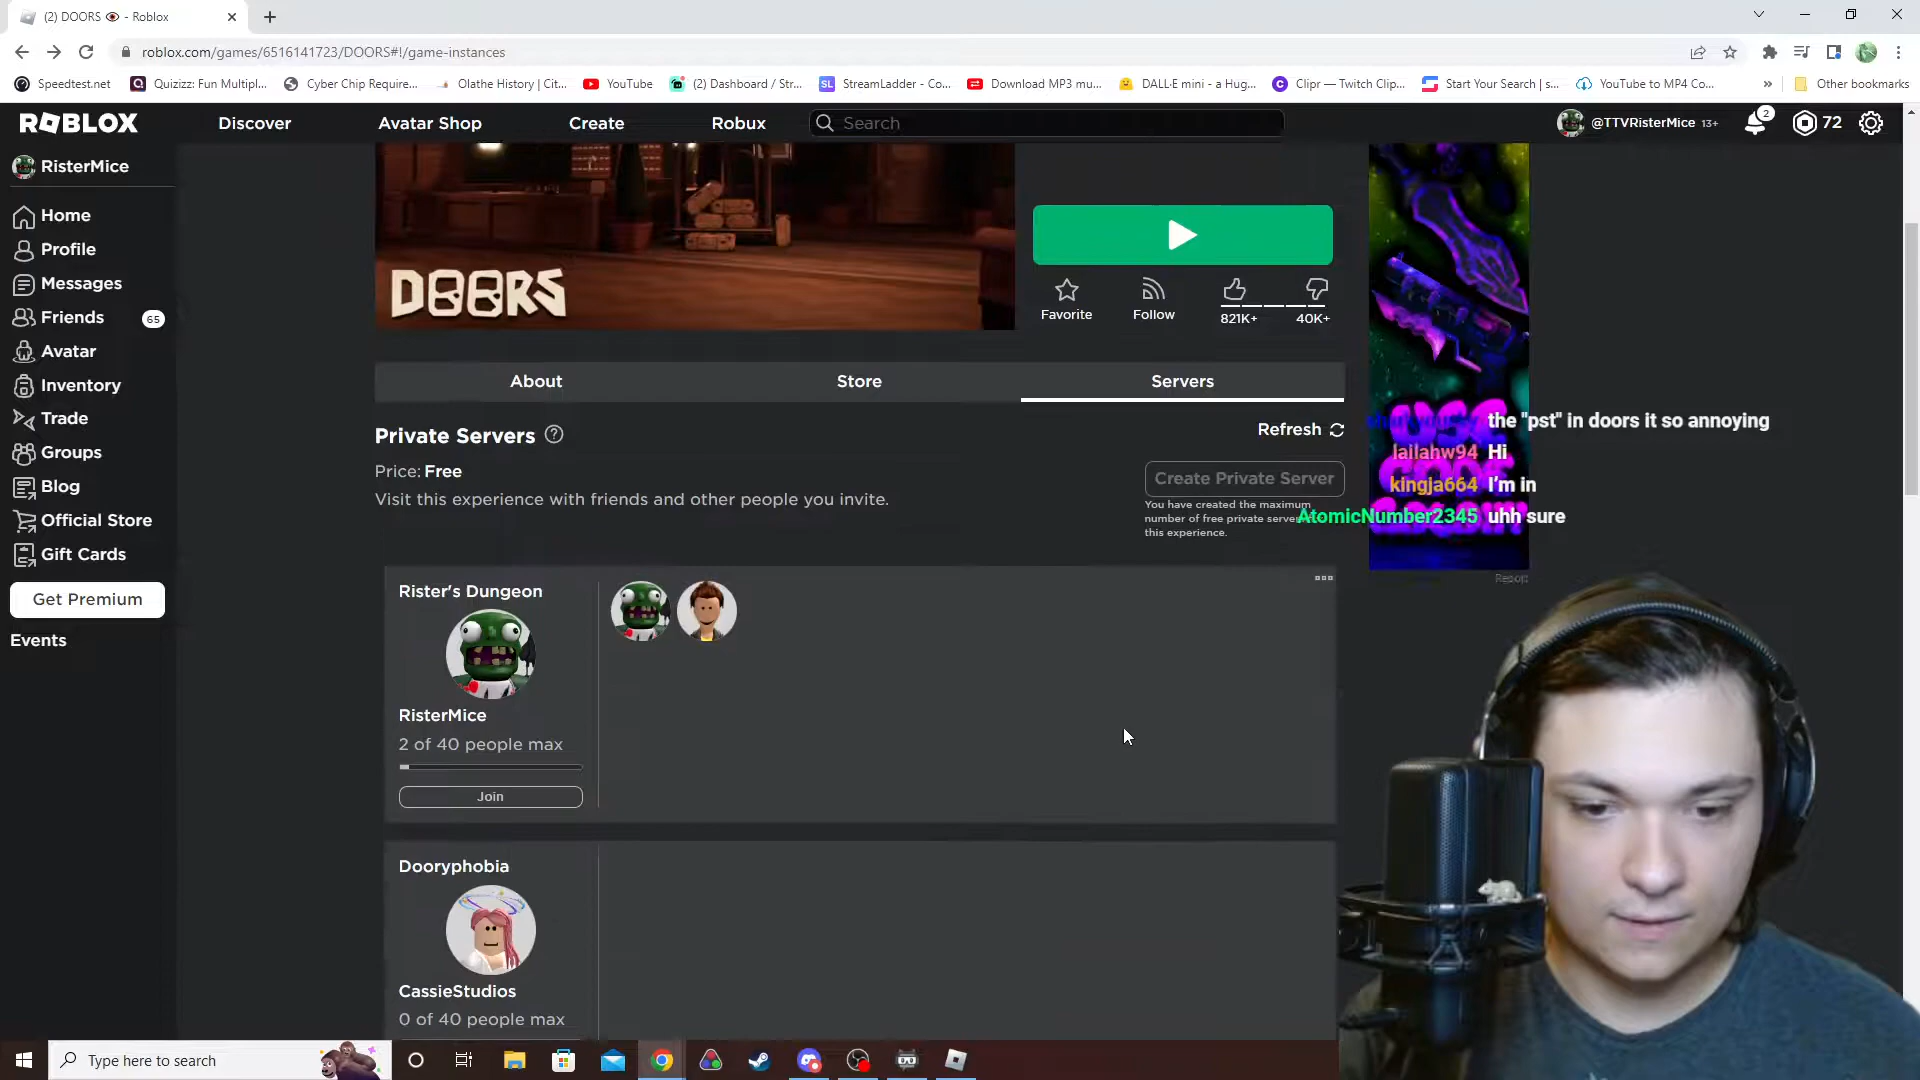 (2) DOORS 👁 - Roblox
roblox.com/games/6516141723/DOORS#!/game-instances
Speedtest.net
Quizizz: Fun Multipl...
Cyber Chip Require...
Olathe History | Cit...
YouTube
(2) Dashboard / Str...
StreamLadder - Co...
Download MP3 mu...
DALL·E mini - a Hug...
Clipr — Twitch Clip...
Start Your Search | s...
YouTube to MP4 Co...
Other bookmarks
ROBLOX
Discover
Avatar Shop
Create
Robux
Search
@TTVRisterMice 13+
2
72
RisterMice
Home
Profile
Messages
Friends 65
Avatar
Inventory
Trade
Groups
Blog
Official Store
Gift Cards
Get Premium
Events
DOORS
Favorite
Follow
821K+
40K+
About
Store
Servers
Private Servers
Refresh
Price: Free
Visit this experience with friends and other people you invite.
Create Private Server
You have created the maximum
number of free private servers
this experience.
Rister's Dungeon
RisterMice
2 of 40 people max
Join
Dooryphobia
CassieStudios
0 of 40 people max
USE
CODE
the "pst" in doors it so annoying
lailahw94 Hi
kingja664 I'm in
AtomicNumber2345 uhh sure
Report
Type here to search